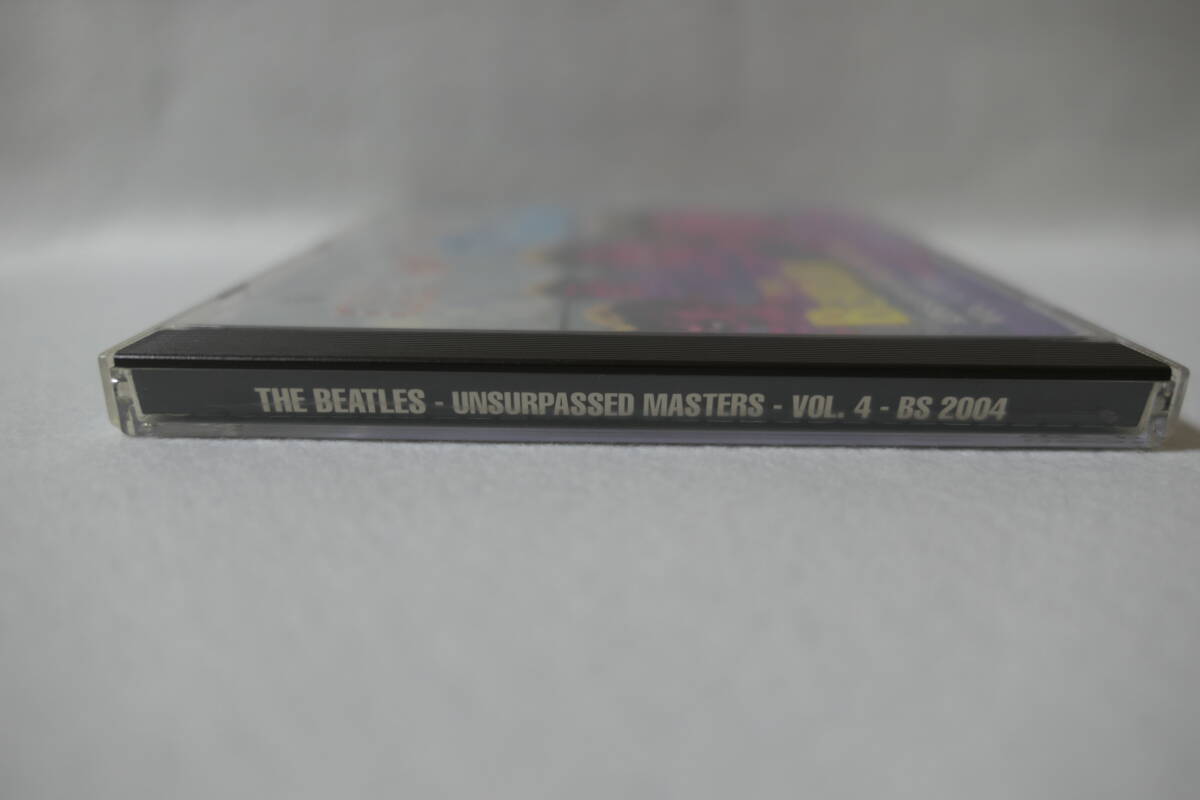 THE BEATLES - UNSURPASSED MASTERS - VOL. 4 - BS 2004